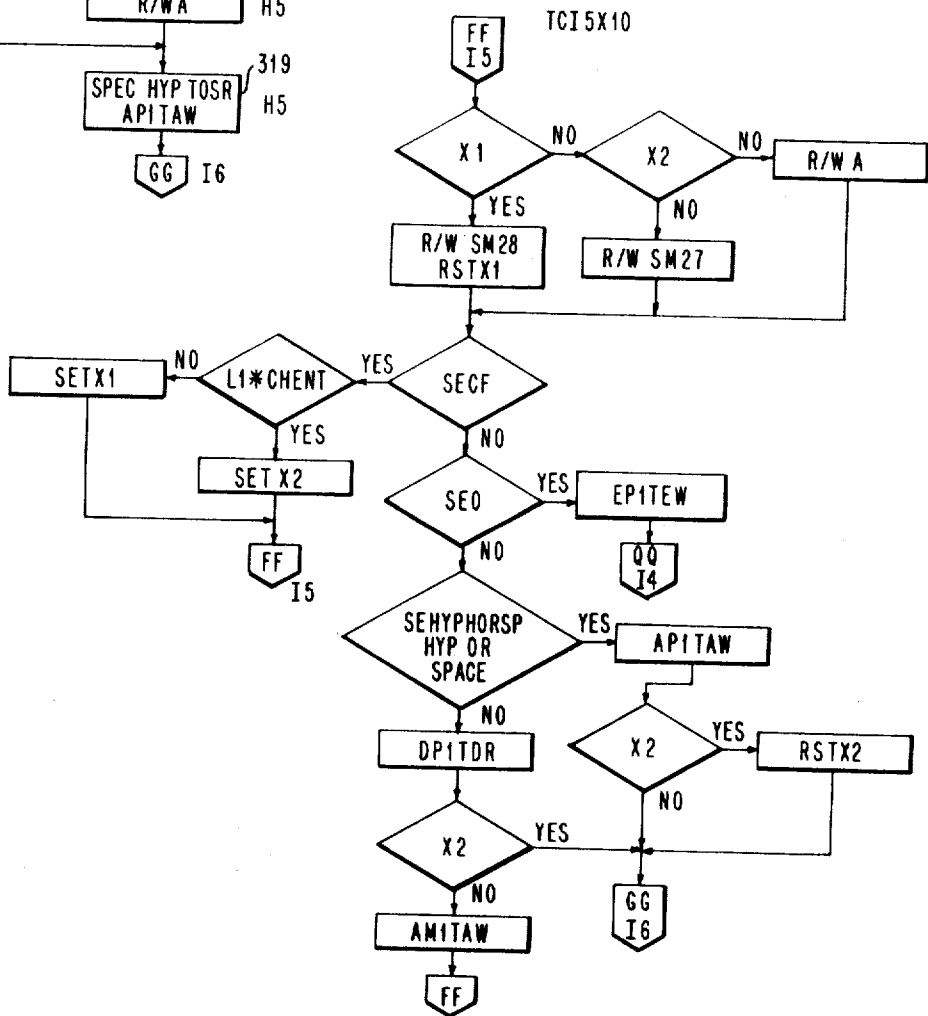 R/WA
H5
319
SPEC HYP TOSR
AP1TAW
H5
GG
I6
TCI5X10
FF
I5
X1
NO
X2
NO
R/W A
YES
NO
R/W SM28
RSTX1
R/W SM27
SETX1
NO
L1*CHENT
YES
SECF
YES
NO
SET X2
SEO
YES
EP1TEW
FF
I5
NO
QQ
I4
SEHYPHORSP
HYP OR
SPACE
YES
AP1TAW
NO
DP1TDR
X2
YES
RSTX2
NO
X2
YES
NO
GG
I6
AM1TAW
FF